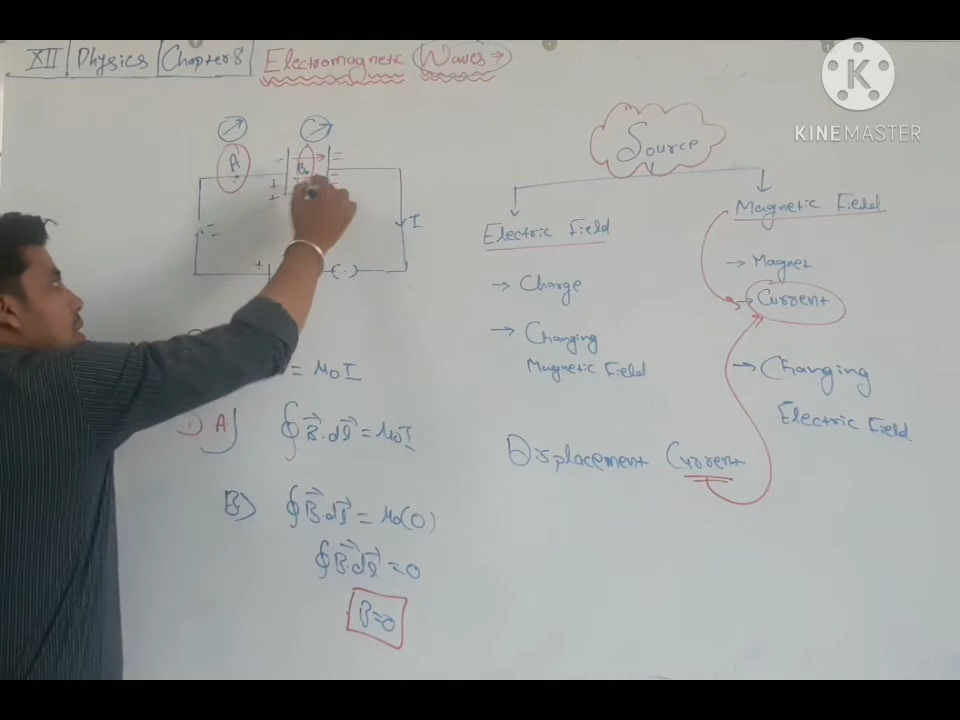 XII | Physics | Chapter 8 | Electromagnetic Waves →
K
KINEMASTER
A
B
I
+
+
+
= μ₀I
1) A)
∮B⃗.dl⃗ = μ₀I
B)
∮B⃗.dl⃗ = μ₀(0)
∮B⃗.dl⃗ = 0
B=0
Source
Electric Field
→ Charge
→ Changing
Magnetic Field
Magnetic Field
→ Magnet
→ Current
→ Changing
Electric Field.
Displacement Current